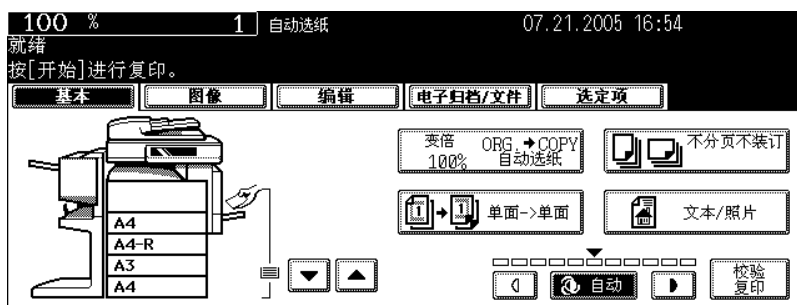 100 % 1 自动选纸 07.21.2005 16:54
就绪
按[开始]进行复印。
基本 图像 编辑 电子归档/文件 选定项
变倍 ORG.➔COPY 不分页不装订
100% 自动选纸
1➔1 单面->单面 文本/照片
A4
A4-R
A3
A4
自动 校验
复印